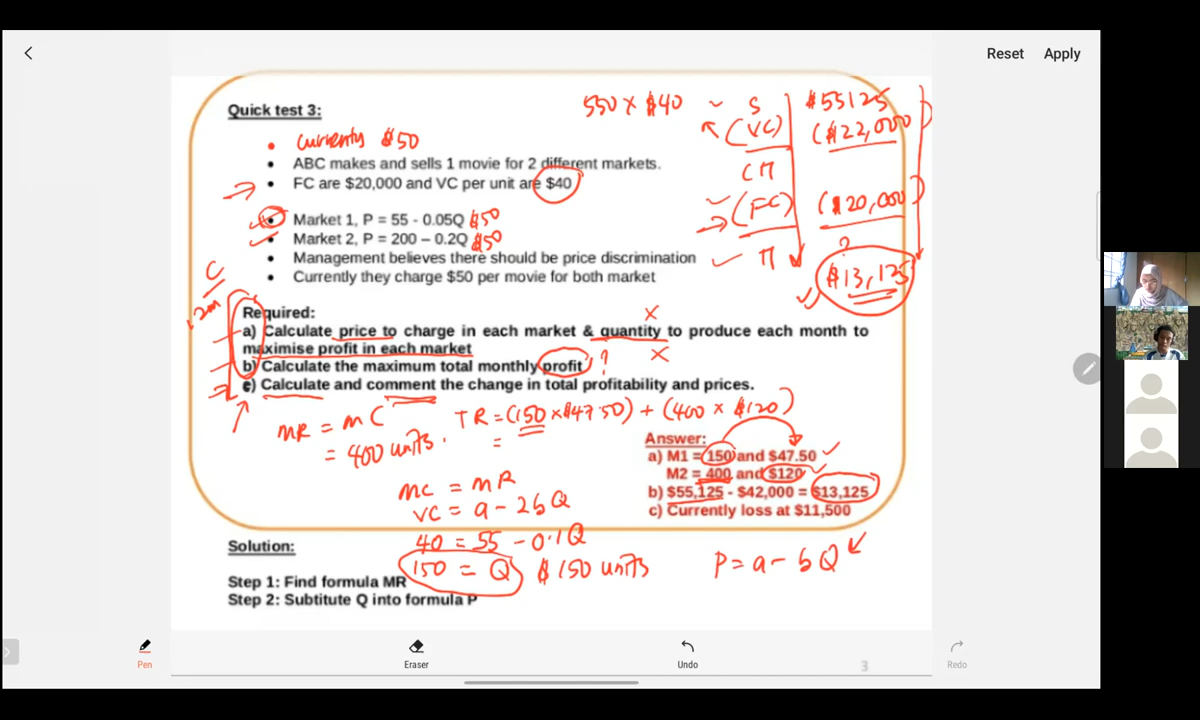 Reset Apply
Quick test 3:
550 x $40
S $55125
(VC) ($22,000)
CM
(FC) ($20,000)
?
π $13,125
• Currently $50
• ABC makes and sells 1 movie for 2 different markets.
• FC are $20,000 and VC per unit are $40
• Market 1, P = 55 - 0.05Q $50
• Market 2, P = 200 – 0.2Q $50
• Management believes there should be price discrimination
• Currently they charge $50 per movie for both market
C
Required:
a) Calculate price to charge in each market & quantity to produce each month to
maximise profit in each market
b) Calculate the maximum total monthly profit ?
c) Calculate and comment the change in total profitability and prices.
MR = MC
= 400 units.
TR = (150 x $47.50) + (400 x $120)
=
Answer:
a) M1 = 150 and $47.50
M2 = 400 and $120
b) $55,125 - $42,000 = $13,125
c) Currently loss at $11,500
MC = MR
VC = a - 2bQ
40 = 55 - 0.1Q
150 = Q $150 units
P = a - bQ
Solution:
Step 1: Find formula MR
Step 2: Subtitute Q into formula P
Pen Eraser Undo Redo
3